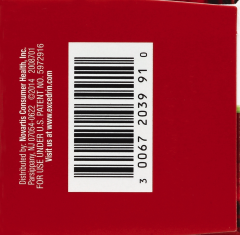 Distributed by: Novartis Consumer Health, Inc.
Parsippany, NJ 07054-0622 ©2014 2008701
FOR USE UNDER U.S. PATENT NO. 5972916
Visit us at www.excedrin.com
3 0067 2039 91 0